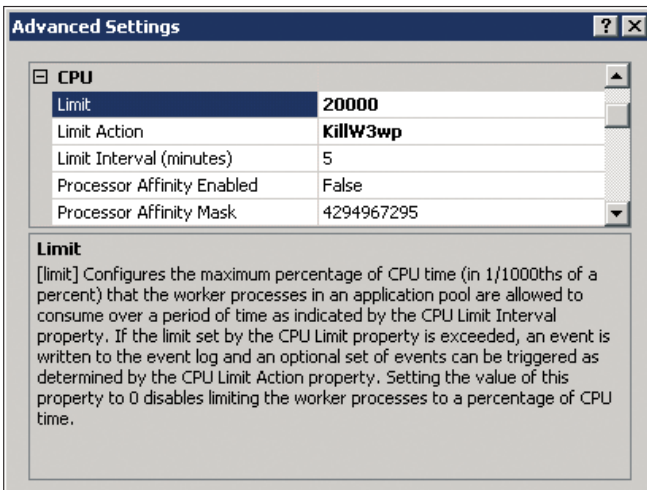 Advanced Settings
CPU
Limit 20000
Limit Action KillW3wp
Limit Interval (minutes) 5
Processor Affinity Enabled False
Processor Affinity Mask 4294967295
Limit
[limit] Configures the maximum percentage of CPU time (in 1/1000ths of a
percent) that the worker processes in an application pool are allowed to
consume over a period of time as indicated by the CPU Limit Interval
property. If the limit set by the CPU Limit property is exceeded, an event is
written to the event log and an optional set of events can be triggered as
determined by the CPU Limit Action property. Setting the value of this
property to 0 disables limiting the worker processes to a percentage of CPU
time.